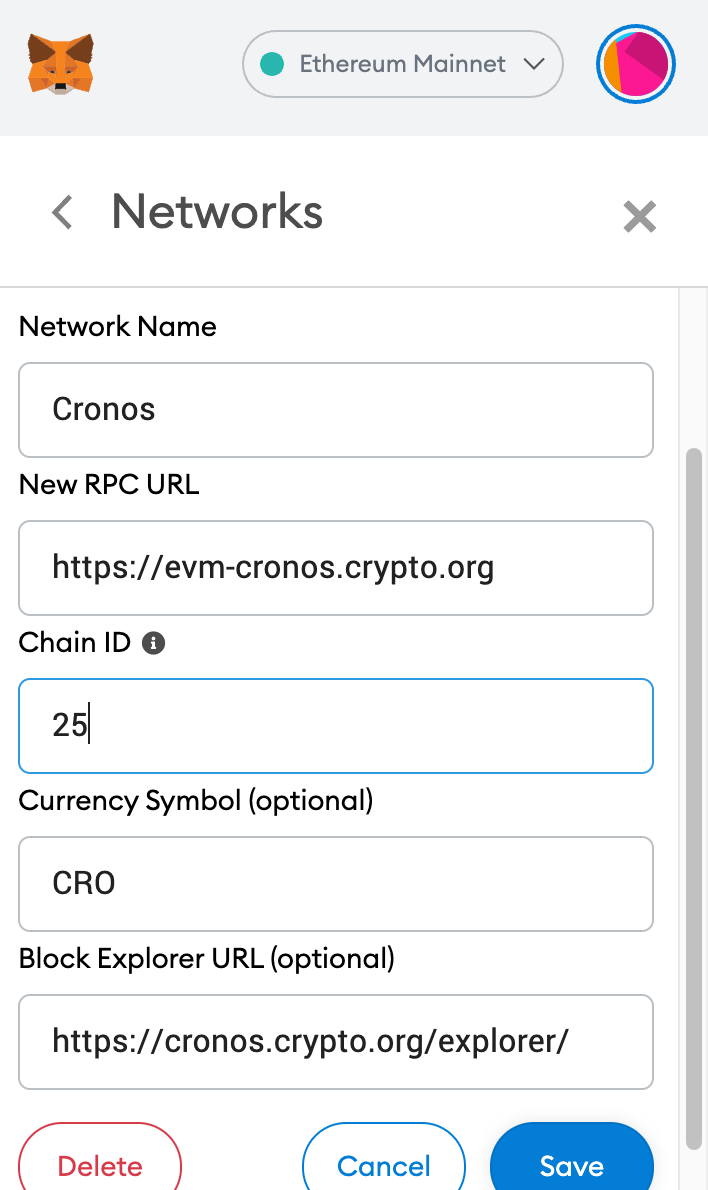 Ethereum Mainnet
Networks
Network Name
Cronos
New RPC URL
https://evm-cronos.crypto.org
Chain ID
25
Currency Symbol (optional)
CRO
Block Explorer URL (optional)
https://cronos.crypto.org/explorer/
Delete Cancel Save